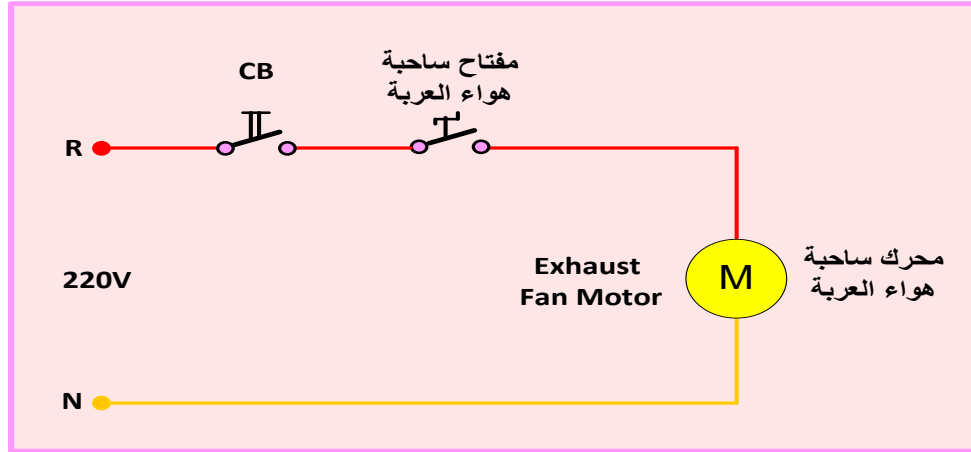 CB
مفتاح ساحبة
هواء العربة
R
220V
Exhaust
Fan Motor
M
محرك ساحبة
هواء العربة
N